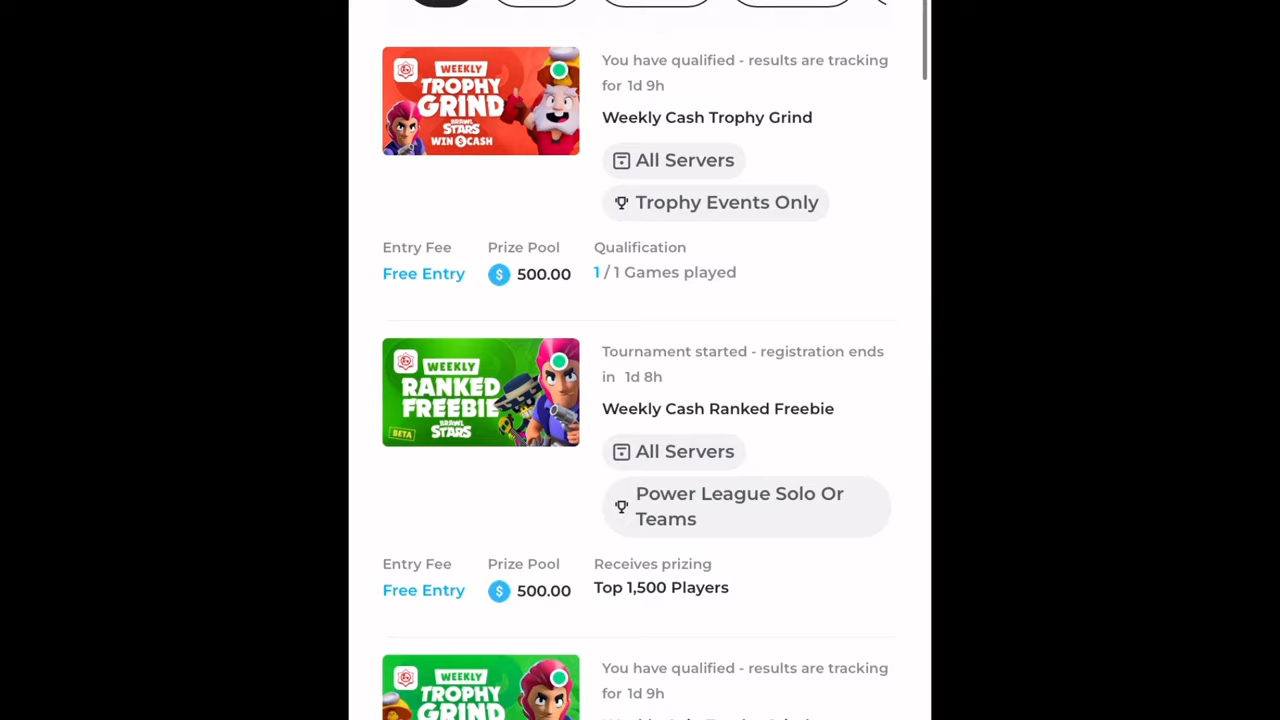 WEEKLY
TROPHY
GRIND
BRAWL
STARS
WIN $ CASH
You have qualified - results are tracking
for 1d 9h
Weekly Cash Trophy Grind
All Servers
Trophy Events Only
Entry Fee
Prize Pool
Qualification
Free Entry
$ 500.00
1 / 1 Games played
WEEKLY
RANKED
FREEBIE
BRAWL
STARS
BETA
Tournament started - registration ends
in 1d 8h
Weekly Cash Ranked Freebie
All Servers
Power League Solo Or
Teams
Entry Fee
Prize Pool
Receives prizing
Free Entry
$ 500.00
Top 1,500 Players
WEEKLY
TROPHY
GRIND
You have qualified - results are tracking
for 1d 9h